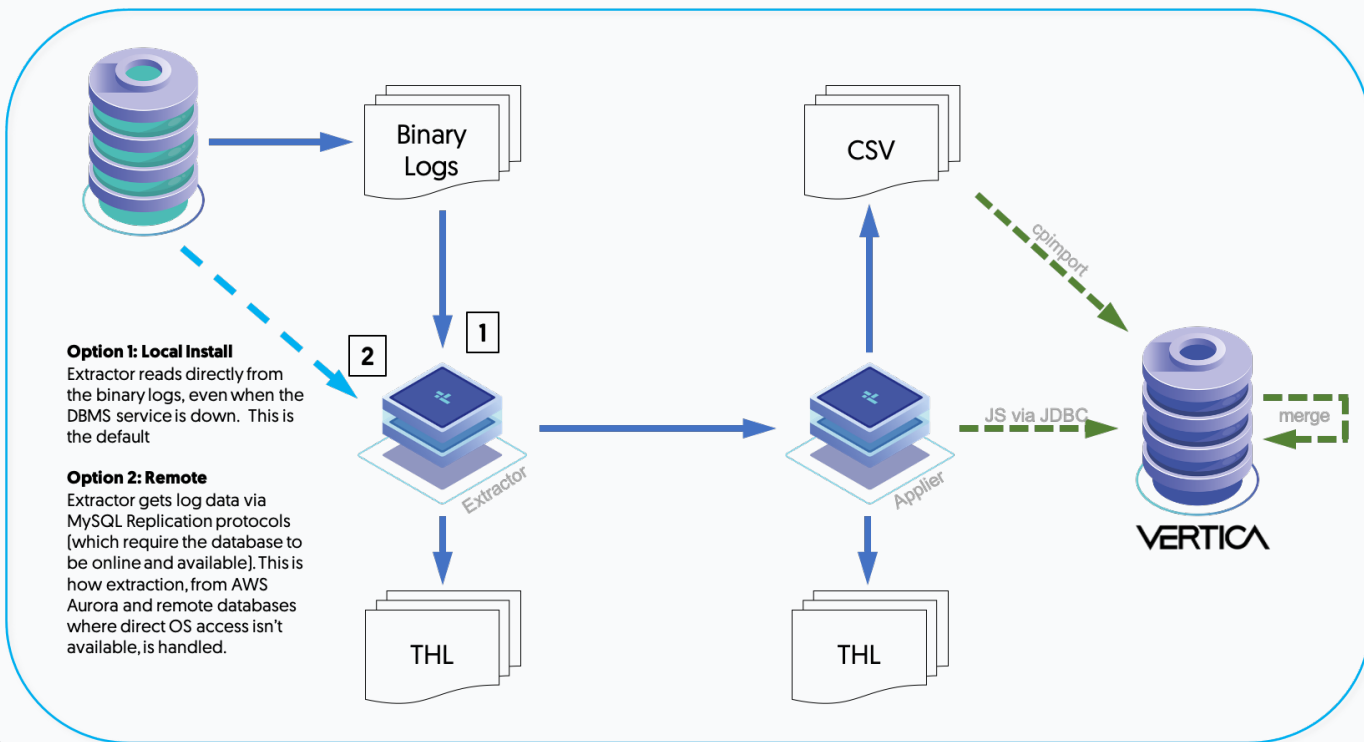 Binary
Logs
CSV
cpimport
1
2
Option 1: Local Install
Extractor reads directly from
the binary logs, even when the
DBMS service is down.  This is
the default
Option 2: Remote
Extractor gets log data via
MySQL Replication protocols
(which require the database to
be online and available). This is
how extraction, from AWS
Aurora and remote databases
where direct OS access isn't
available, is handled.
Extractor
Applier
JS via JDBC
merge
VERTICA
THL
THL